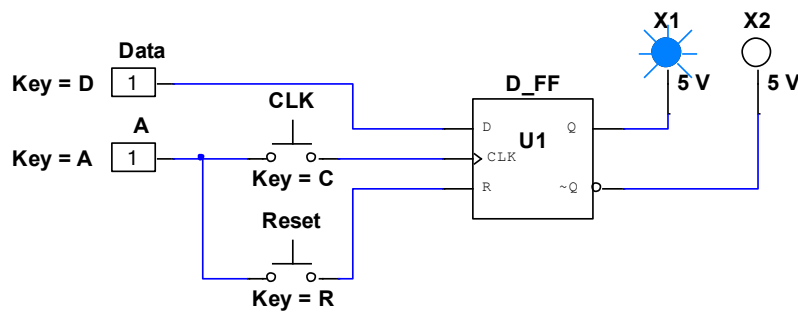 X1
X2
Data
Key = D
1
5 V
5 V
D_FF
CLK
A
D
U1
Q
Key = A
1
CLK
Key = C
R
~Q
Reset
Key = R